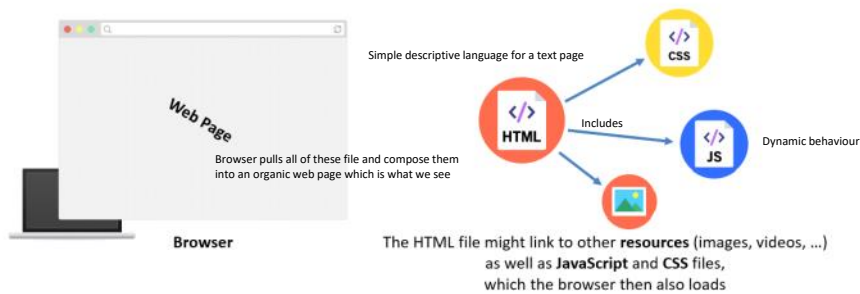 Web Page
Browser pulls all of these file and compose them
into an organic web page which is what we see
Browser
Simple descriptive language for a text page
</>
CSS
</>
HTML
Includes
</>
JS
Dynamic behaviour
The HTML file might link to other resources (images, videos, ...)
as well as JavaScript and CSS files,
which the browser then also loads